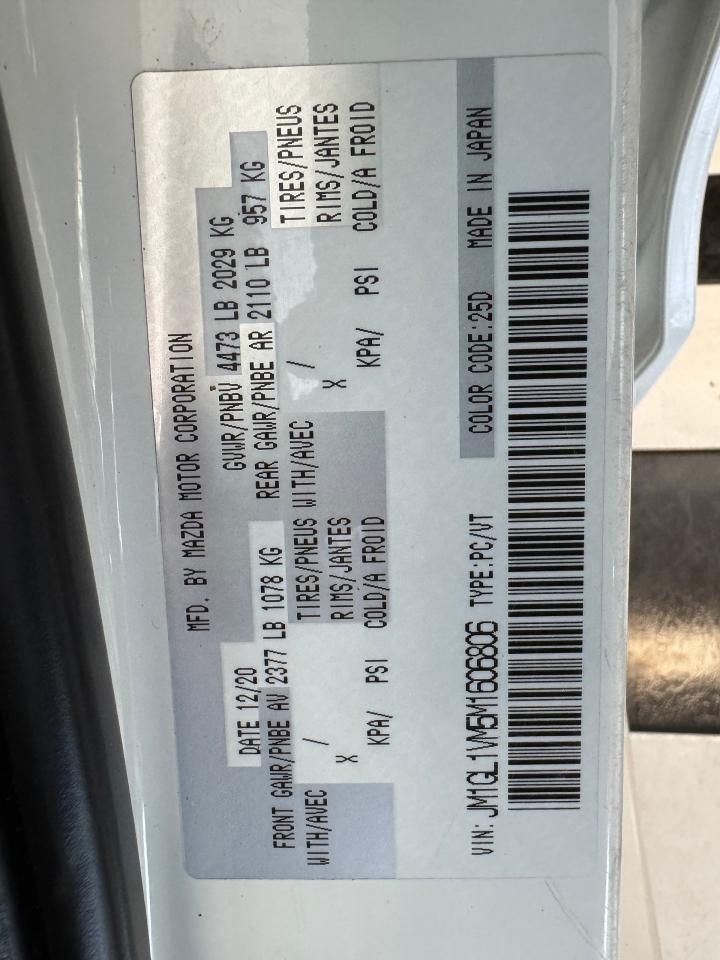 MFD. BY MAZDA MOTOR CORPORATION
DATE 12/20 GVWR/PNBV 4473 LB 2029 KG
FRONT GAWR/PNBE AV 2377 LB 1078 KG REAR GAWR/PNBE AR 2110 LB 957 KG
WITH/AVEC / TIRES/PNEUS WITH/AVEC / TIRES/PNEUS
X RIMS/JANTES X RIMS/JANTES
KPA/ PSI COLD/A FROID KPA/ PSI COLD/A FROID
VIN: JM1GL1VM5M1606806 TYPE:PC/VT COLOR CODE:25D MADE IN JAPAN